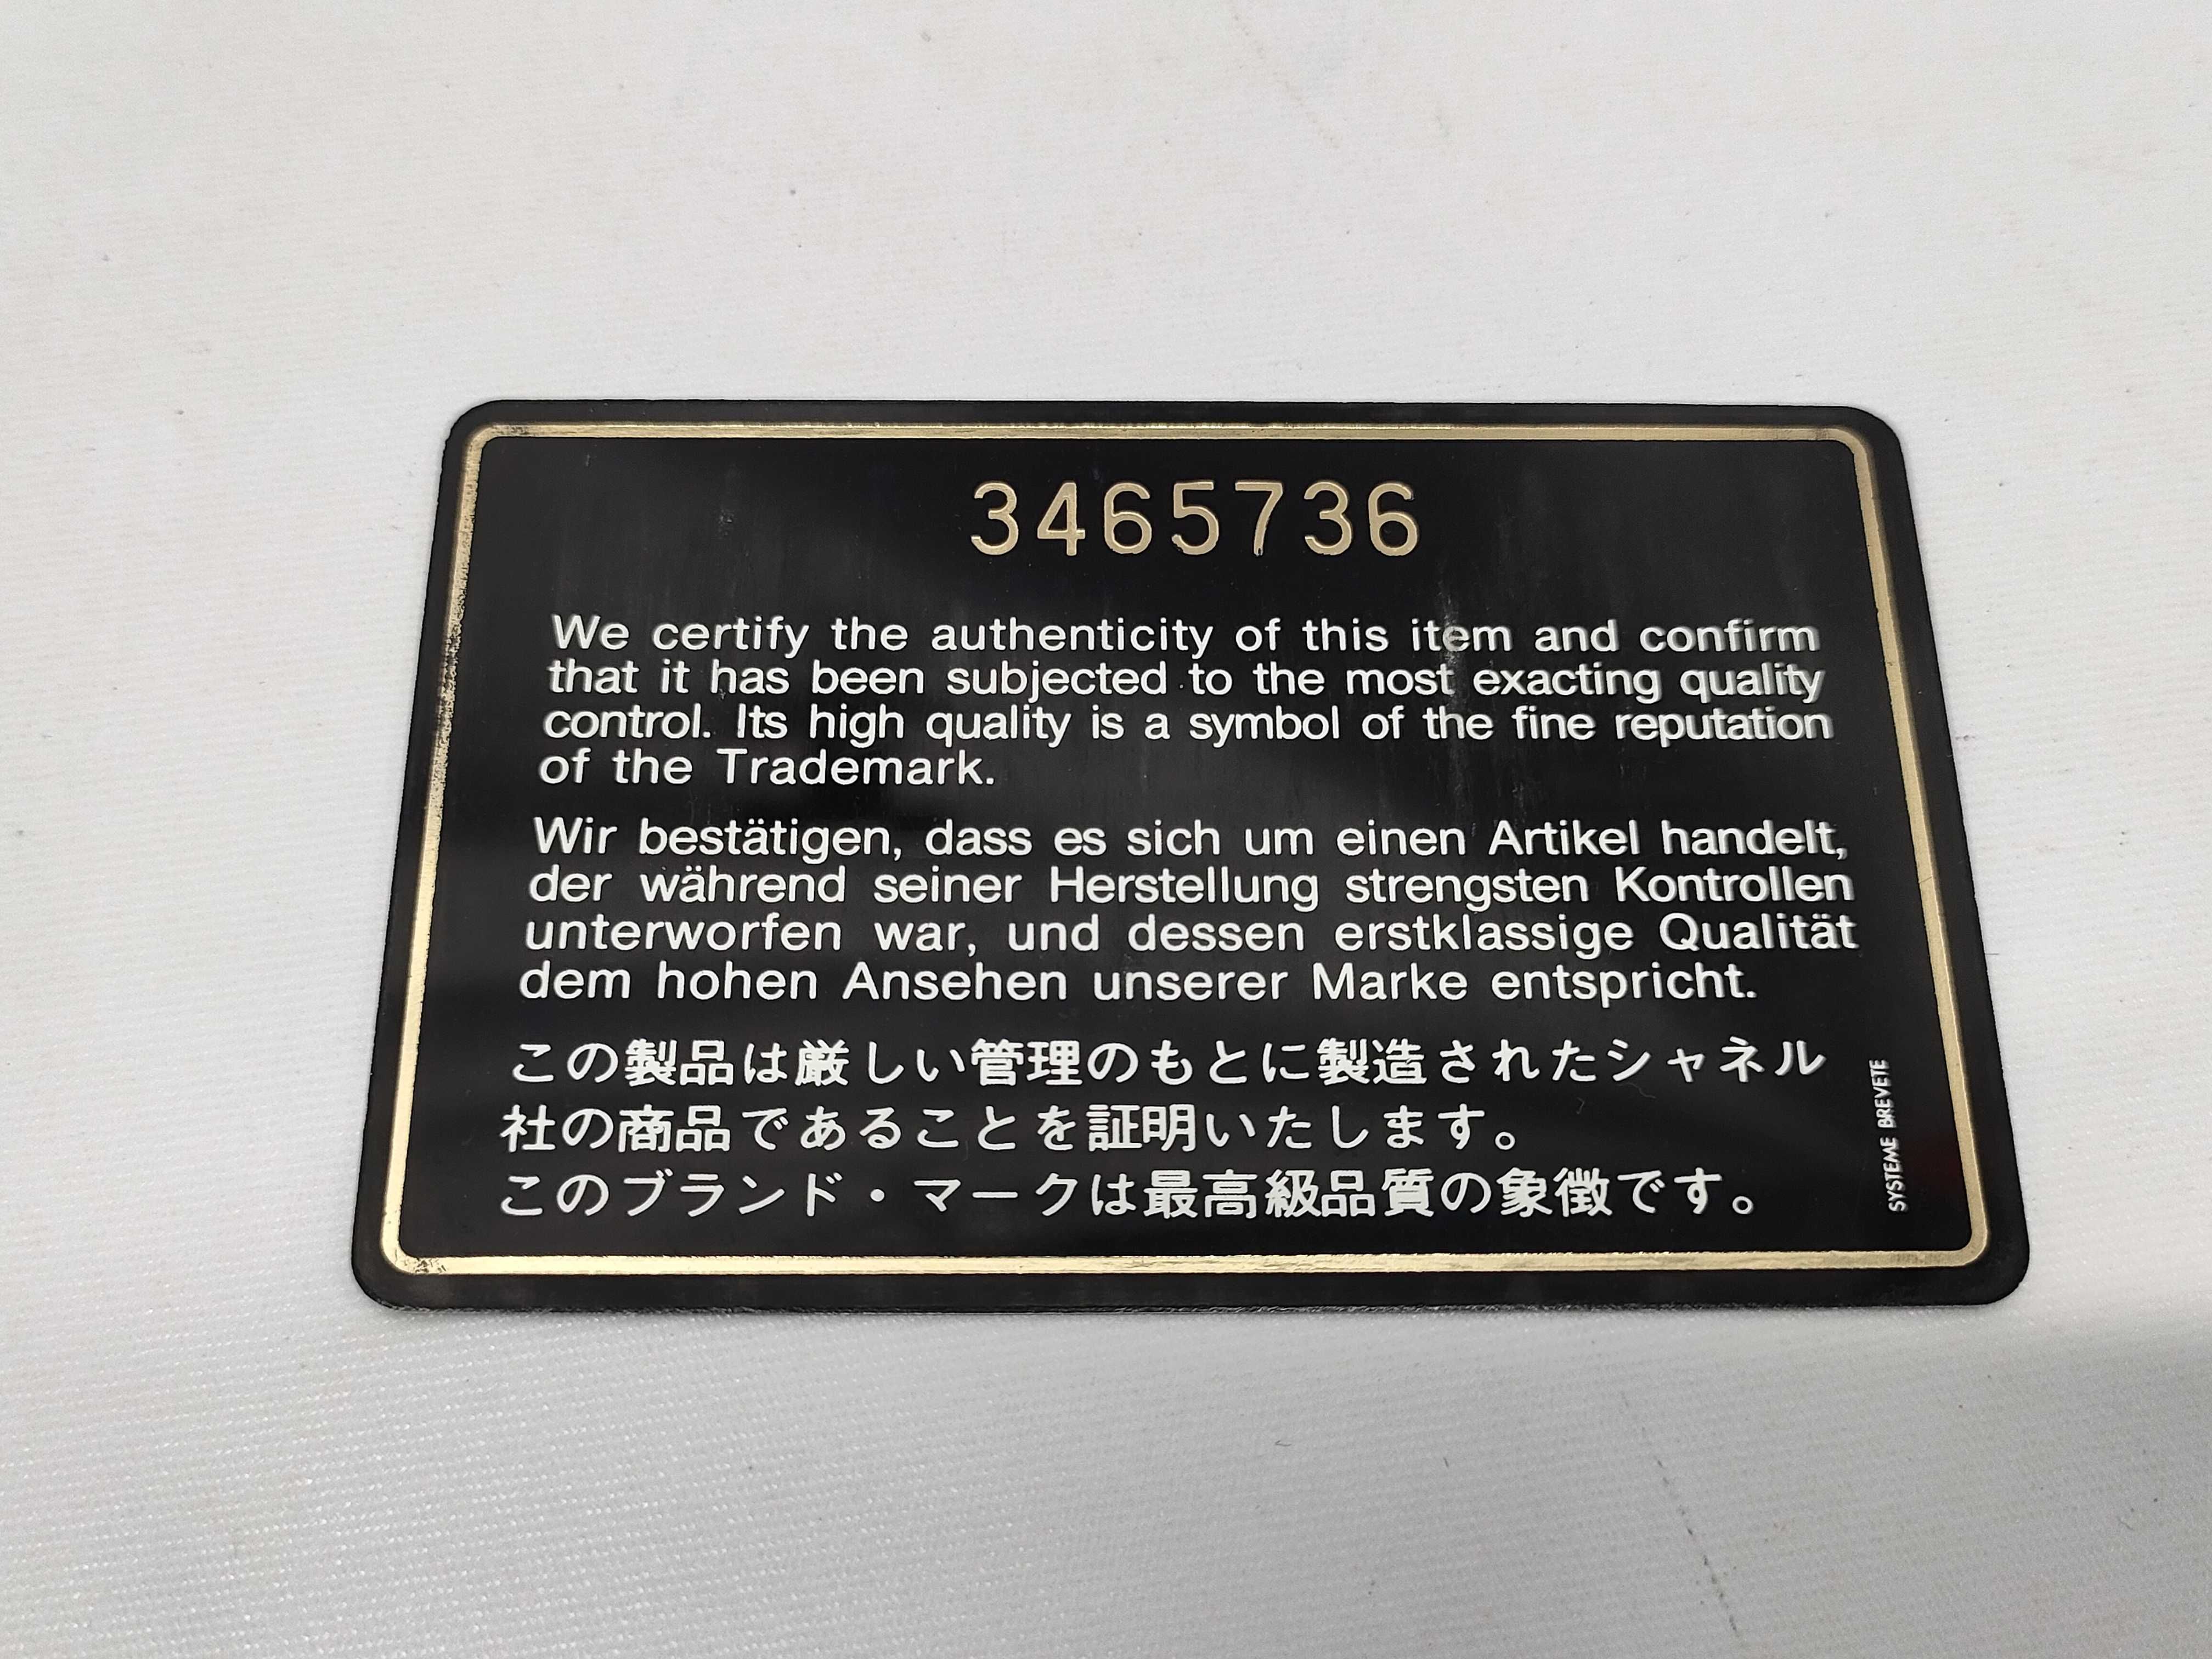 3465736
We certify the authenticity of this item and confirm
that it has been subjected to the most exacting quality
control. Its high quality is a symbol of the fine reputation
of the Trademark.
Wir bestätigen, dass es sich um einen Artikel handelt,
der während seiner Herstellung strengsten Kontrollen
unterworfen war, und dessen erstklassige Qualität
dem hohen Ansehen unserer Marke entspricht.
この製品は厳しい管理のもとに製造されたシャネル
社の商品であることを証明いたします。
このブランド・マークは最高級品質の象徴です。
SYSTEME BREVETE